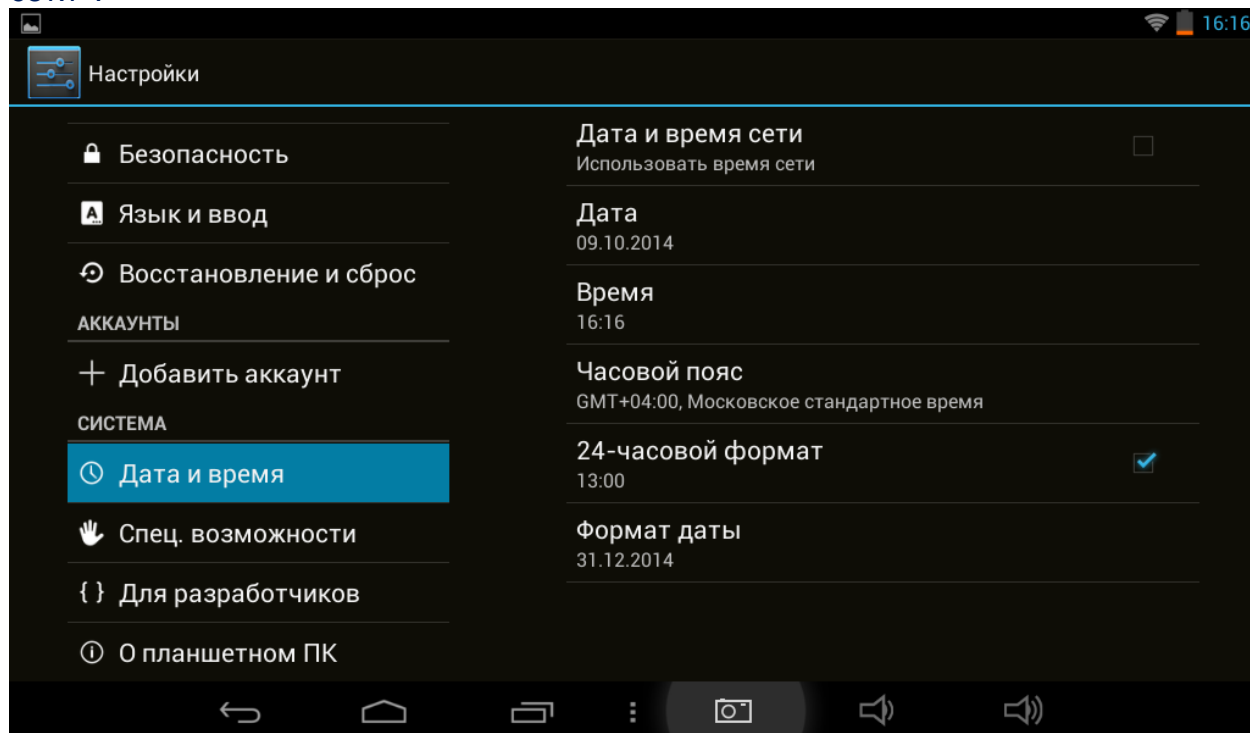 16:16
Настройки
Безопасность
Язык и ввод
Восстановление и сброс
АККАУНТЫ
Добавить аккаунт
СИСТЕМА
Дата и время
Спец. возможности
{ } Для разработчиков
О планшетном ПК
Дата и время сети
Использовать время сети
Дата
09.10.2014
Время
16:16
Часовой пояс
GMT+04:00, Московское стандартное время
24-часовой формат
13:00
Формат даты
31.12.2014